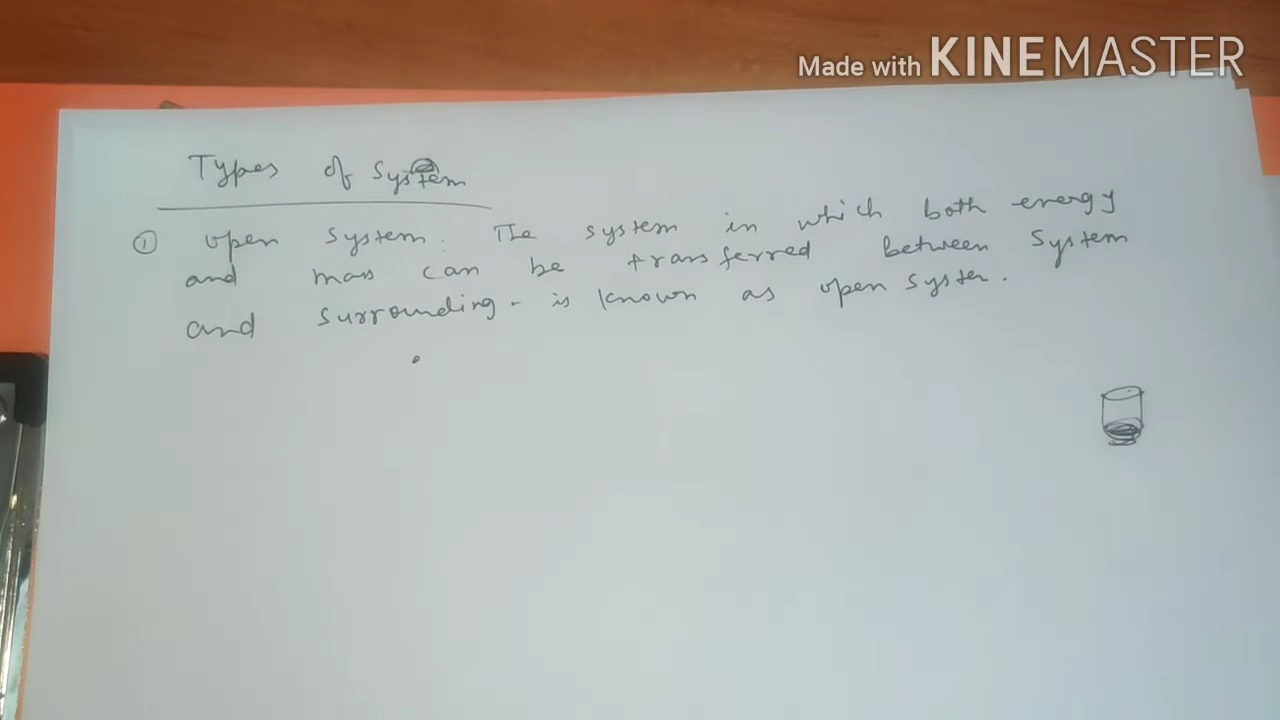 Made with KINEMASTER
Types of System
① open system: The system in which both energy
and mass can be transferred between System
and surrounding - is known as open syster.